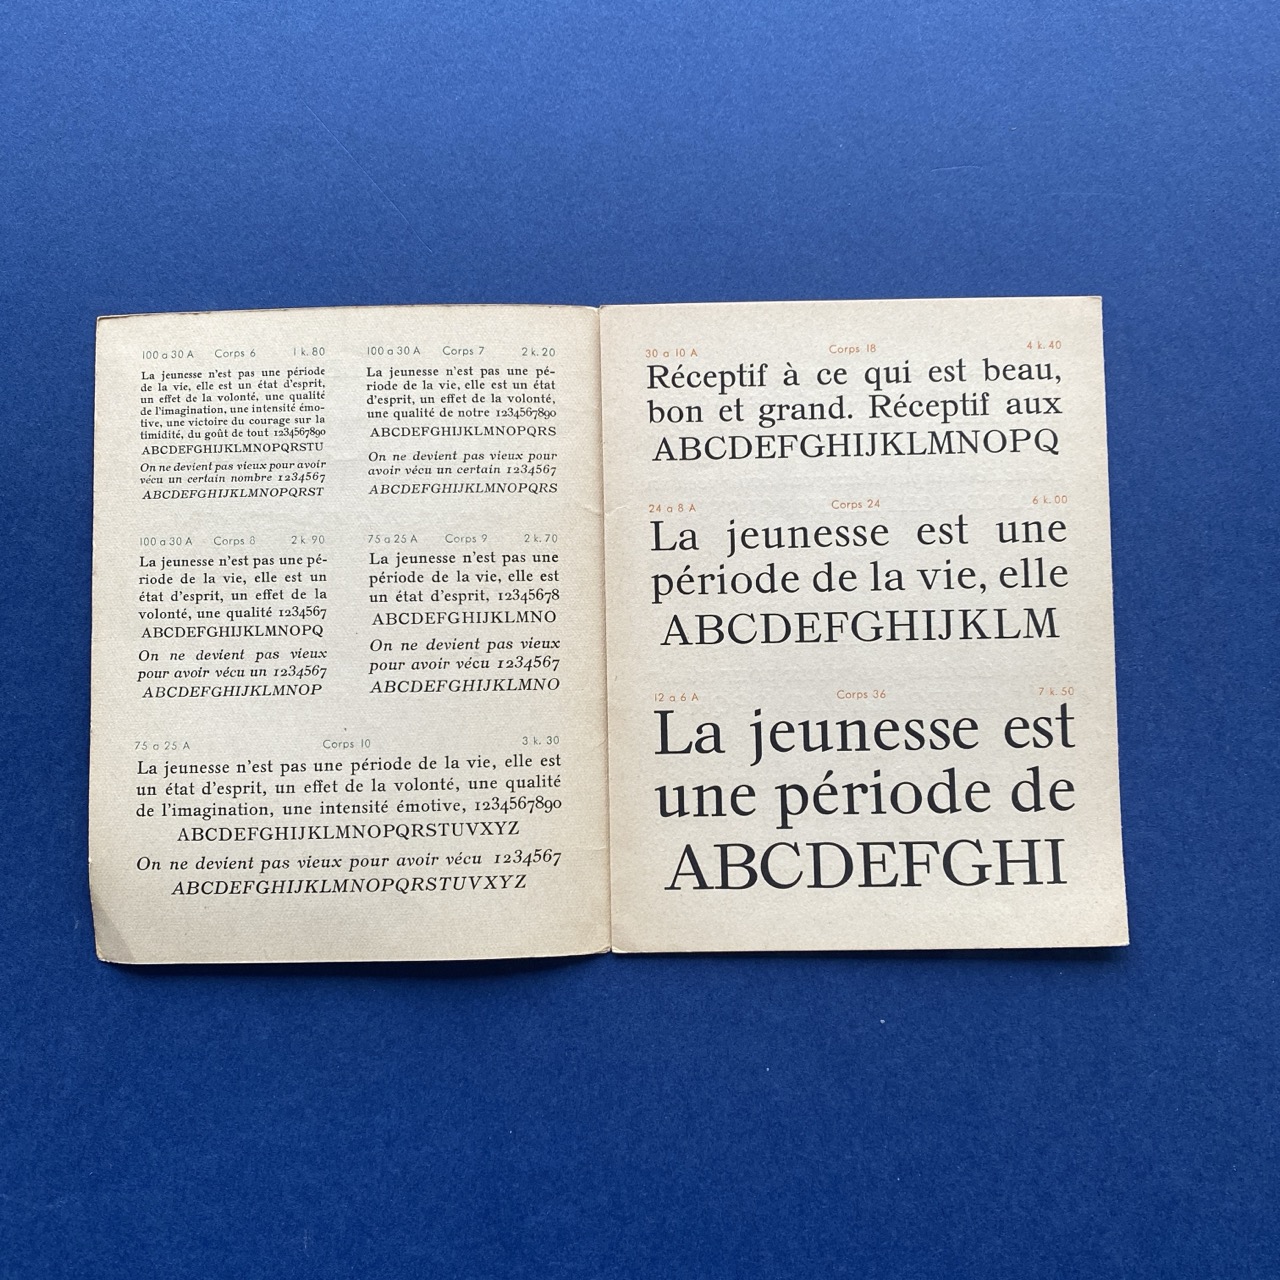 100 a 30 A Corps 6 1 k. 80
La jeunesse n'est pas une période
de la vie, elle est un état d'esprit,
un effet de la volonté, une qualité
de l'imagination, une intensité émo-
tive, une victoire du courage sur la
timidité, du goût de tout 1234567890
ABCDEFGHIJKLMNOPQRSTU
On ne devient pas vieux pour avoir
vécu un certain nombre 1234567
ABCDEFGHIJKLMNOPQRST
100 a 30 A Corps 7 2 k. 20
La jeunesse n'est pas une pé-
riode de la vie, elle est un état
d'esprit, un effet de la volonté,
une qualité de notre 1234567890
ABCDEFGHIJKLMNOPQRS
On ne devient pas vieux pour
avoir vécu un certain 1234567
ABCDEFGHIJKLMNOPQRS
100 a 30 A Corps 8 2 k 90
La jeunesse n'est pas une pé-
riode de la vie, elle est un
état d'esprit, un effet de la
volonté, une qualité 1234567
ABCDEFGHIJKLMNOPQ
On ne devient pas vieux
pour avoir vécu un 1234567
ABCDEFGHIJKLMNOP
75 a 25 A Corps 9 2 k. 70
La jeunesse n'est pas une
période de la vie, elle est
un état d'esprit, 12345678
ABCDEFGHIJKLMNO
On ne devient pas vieux
pour avoir vécu 1234567
ABCDEFGHIJKLMNO
75 a 25 A Corps 10 3 k. 30
La jeunesse n'est pas une période de la vie, elle est
un état d'esprit, un effet de la volonté, une qualité
de l'imagination, une intensité émotive, 1234567890
ABCDEFGHIJKLMNOPQRSTUVXYZ
On ne devient pas vieux pour avoir vécu 1234567
ABCDEFGHIJKLMNOPQRSTUVXYZ
30 a 10 A Corps 18 4 k. 40
Réceptif à ce qui est beau,
bon et grand. Réceptif aux
ABCDEFGHIJKLMNOPQ
24 a 8 A Corps 24 6 k. 00
La jeunesse est une
période de la vie, elle
ABCDEFGHIJKLM
12 a 6 A Corps 36 7 k. 50
La jeunesse est
une période de
ABCDEFGHI